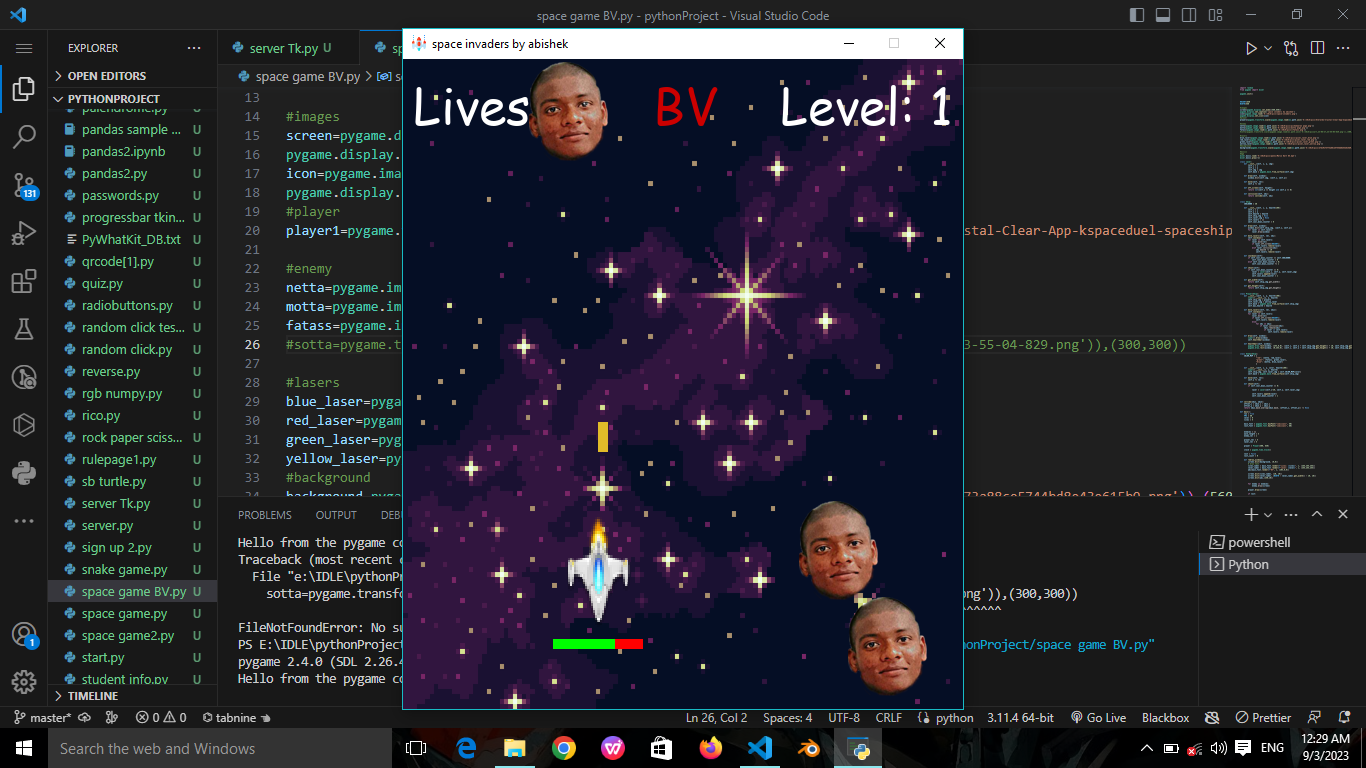 space game BV.py - pythonProject - Visual Studio Code
EXPLORER
OPEN EDITORS
PYTHONPROJECT
pandas sample ... U
pandas2.ipynb U
pandas2.py U
passwords.py U
progressbar tkin... U
PyWhatKit_DB.txt U
qrcode[1].py U
quiz.py U
radiobuttons.py U
random click tes... U
random click.py U
reverse.py U
rgb numpy.py U
rico.py U
rock paper sciss... U
rulepage1.py U
sb turtle.py U
server Tk.py U
server.py U
sign up 2.py U
snake game.py U
space game BV.py U
space game.py U
space game2.py U
start.py U
student info.py U
TIMELINE
131
1
server Tk.py U
space game BV.py
13
14 #images
15 screen=pygame.d
16 pygame.display.
17 icon=pygame.ima
18 pygame.display.
19 #player
20 player1=pygame. stal-Clear-App-kspaceduel-spaceship
21
22 #enemy
23 netta=pygame.im
24 motta=pygame.im
25 fatass=pygame.i
26 #sotta=pygame.t 3-55-04-829.png')),(300,300))
27
28 #lasers
29 blue_laser=pyga
30 red_laser=pygam
31 green_laser=pyg
32 yellow_laser=py
33 #background
space invaders by abishek
Lives BV Level: 1
PROBLEMS OUTPUT DEBU
Hello from the pygame co
Traceback (most recent c
File "e:\IDLE\pythonPr
sotta=pygame.transfo png')),(300,300))
FileNotFoundError: No su
PS E:\IDLE\pythonProject honProject/space game BV.py"
pygame 2.4.0 (SDL 2.26.4
Hello from the pygame co
powershell
Python
master* 0 0 tabnine Ln 26, Col 2 Spaces: 4 UTF-8 CRLF python 3.11.4 64-bit Go Live Blackbox Prettier
Search the web and Windows
ENG
12:29 AM
9/3/2023